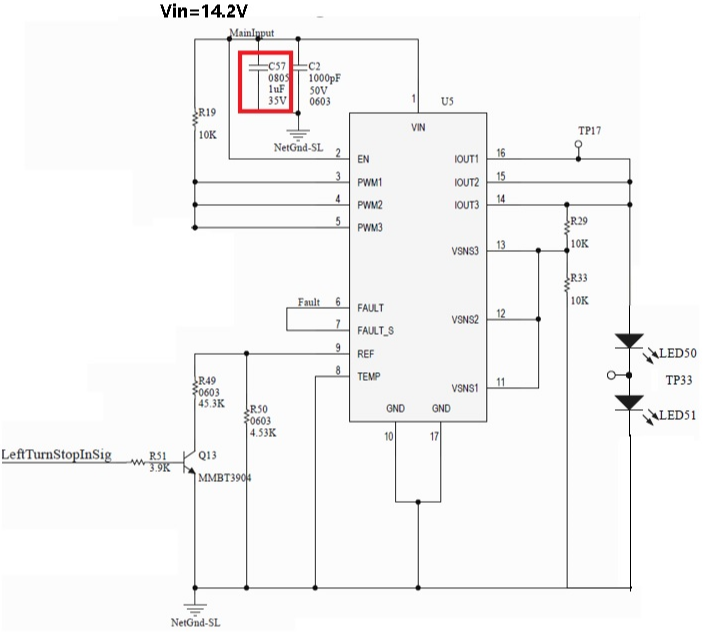 Vin=14.2V
MainInput
C57
0805
1uF
35V
C2
1000pF
50V
0603
NetGnd-SL
R19
10K
1
U5
VIN
2
EN
3
PWM1
4
PWM2
5
PWM3
Fault
6
FAULT
7
FAULT_S
9
REF
8
TEMP
IOUT1
16
IOUT2
15
IOUT3
14
VSNS3
13
VSNS2
12
VSNS1
11
GND
GND
10
17
TP17
R29
10K
R33
10K
LED50
TP33
LED51
R49
0603
45.3K
R50
0603
4.53K
LeftTurnStopInSig
R51
3.9K
Q13
MMBT3904
NetGnd-SL